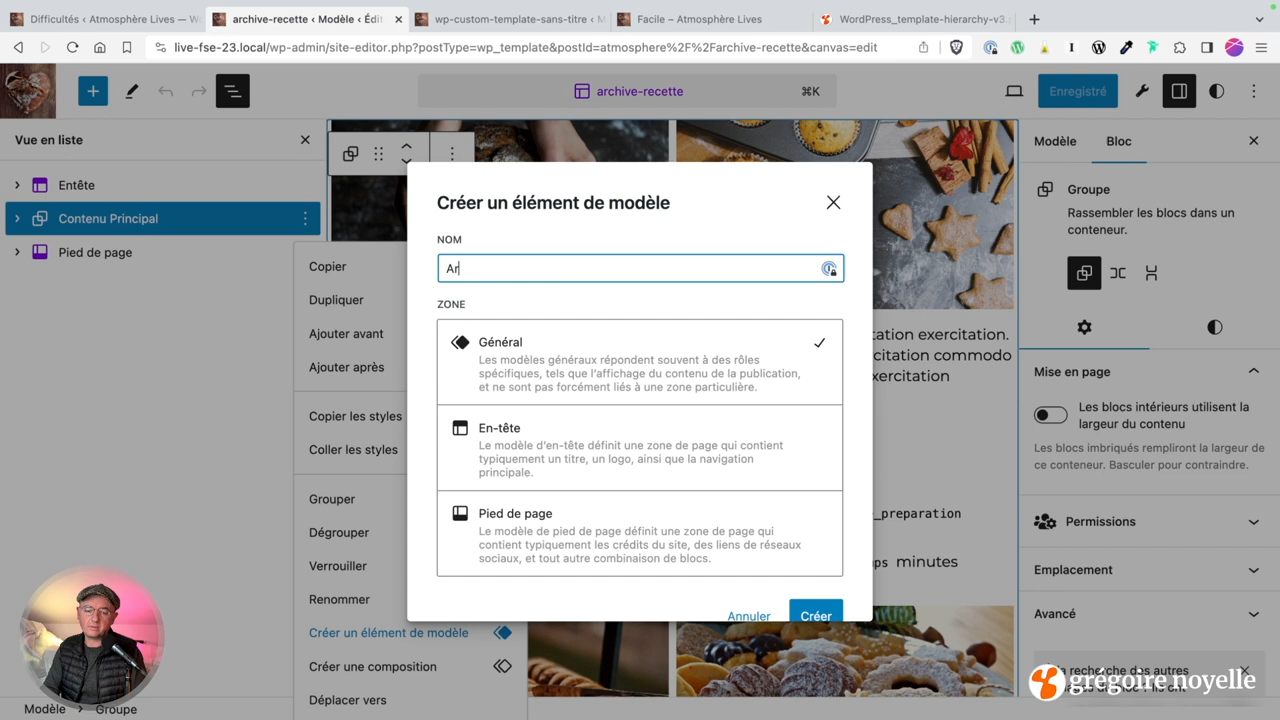 Difficultés ‹ Atmosphère Lives — W
archive-recette ‹ Modèle ‹ Édit
wp-custom-template-sans-titre ‹ M
Facile – Atmosphère Lives
WordPress_template-hierarchy-v3.
live-fse-23.local/wp-admin/site-editor.php?postType=wp_template&postId=atmosphere%2F%2Farchive-recette&canvas=edit
archive-recette
⌘K
Enregistré
Vue en liste
Entête
Contenu Principal
Pied de page
Copier
Dupliquer
Ajouter avant
Ajouter après
Copier les styles
Coller les styles
Grouper
Dégrouper
Verrouiller
Renommer
Créer un élément de modèle
Créer une composition
Déplacer vers
Créer un élément de modèle
NOM
Ar
ZONE
Général
Les modèles généraux répondent souvent à des rôles
spécifiques, tels que l'affichage du contenu de la publication,
et ne sont pas forcément liés à une zone particulière.
En-tête
Le modèle d'en-tête définit une zone de page qui contient
typiquement un titre, un logo, ainsi que la navigation
principale.
Pied de page
Le modèle de pied de page définit une zone de page qui
contient typiquement les crédits du site, des liens de réseaux
sociaux, et tout autre combinaison de blocs.
Annuler
Créer
tation exercitation.
citation commodo
xercitation
_preparation
aps minutes
Modèle
Bloc
Groupe
Rassembler les blocs dans un
conteneur.
Mise en page
Les blocs intérieurs utilisent la
largeur du contenu
Les blocs imbriqués rempliront la largeur de
ce conteneur. Basculer pour contraindre.
Permissions
Emplacement
Avancé
la recherche des autres
grégoire noyelle
Modèle
Groupe